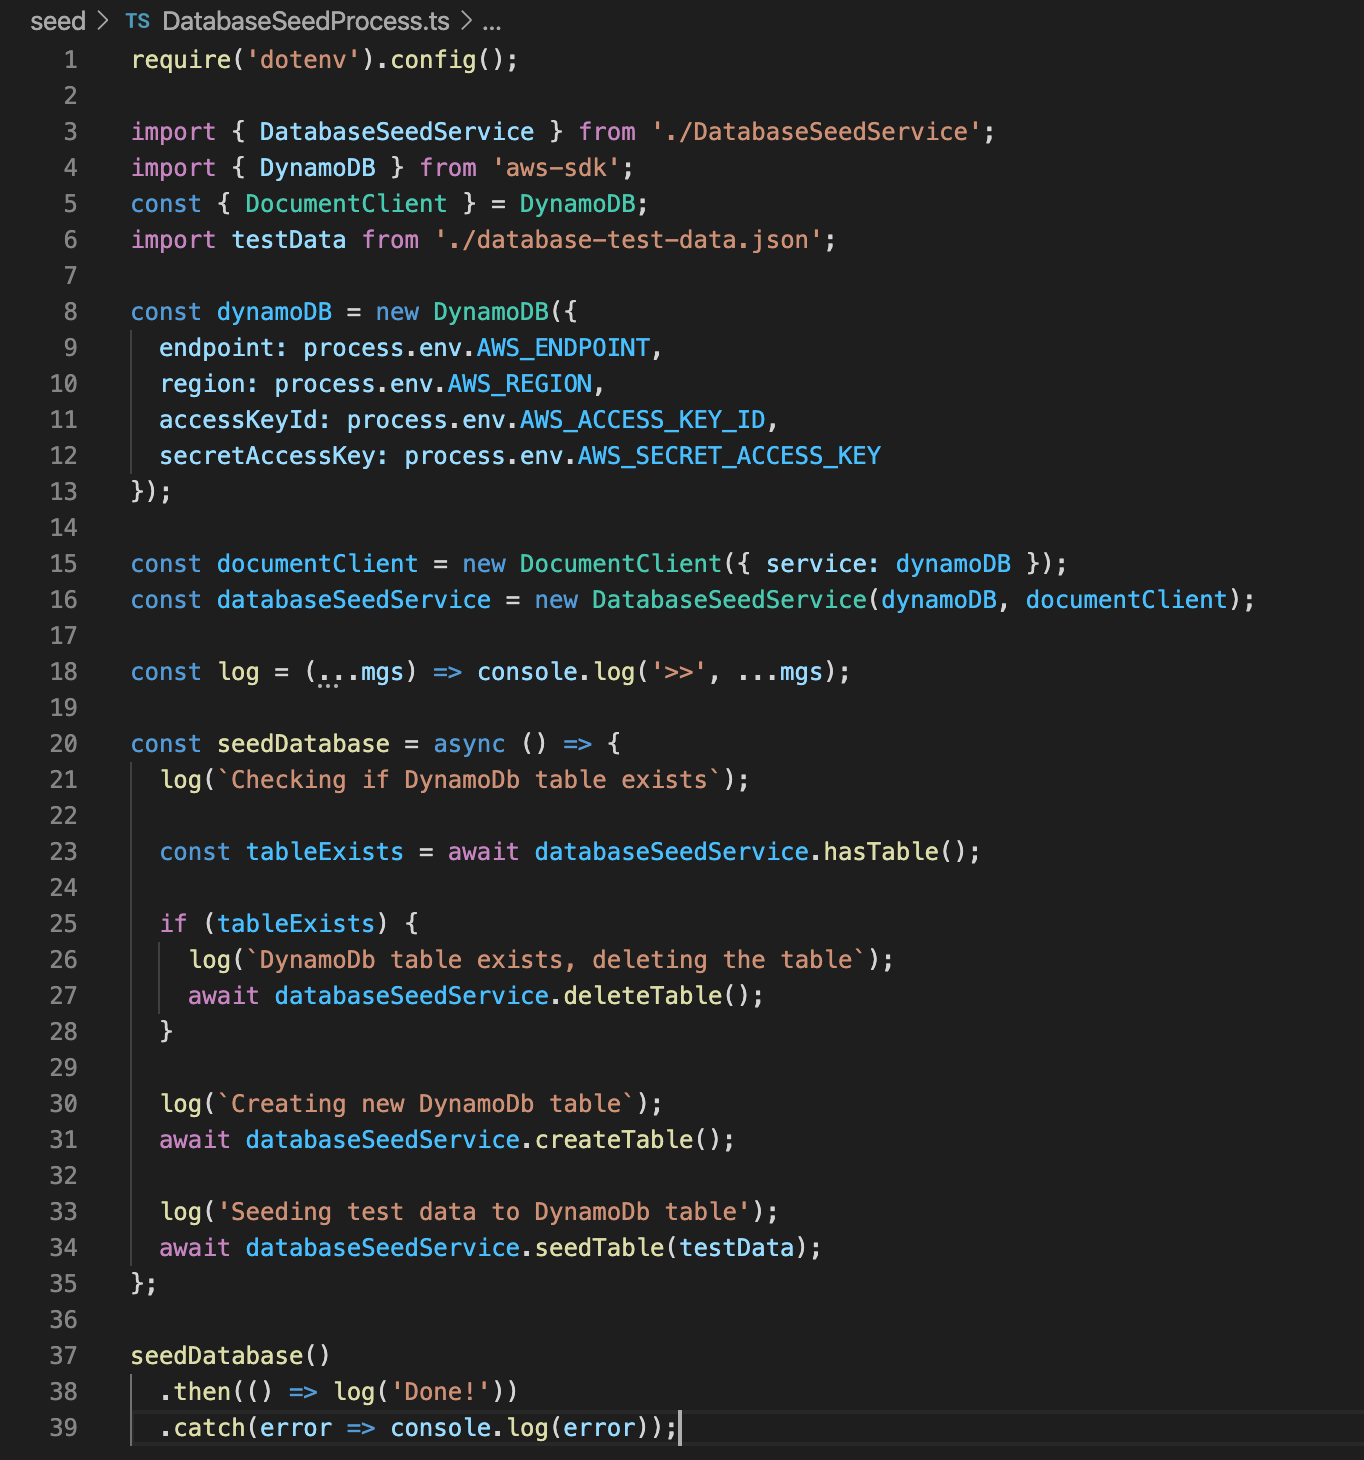 seed > TS DatabaseSeedProcess.ts > ...
1 require('dotenv').config();
2
3 import { DatabaseSeedService } from './DatabaseSeedService';
4 import { DynamoDB } from 'aws-sdk';
5 const { DocumentClient } = DynamoDB;
6 import testData from './database-test-data.json';
7
8 const dynamoDB = new DynamoDB({
9   endpoint: process.env.AWS_ENDPOINT,
10   region: process.env.AWS_REGION,
11   accessKeyId: process.env.AWS_ACCESS_KEY_ID,
12   secretAccessKey: process.env.AWS_SECRET_ACCESS_KEY
13 });
14
15 const documentClient = new DocumentClient({ service: dynamoDB });
16 const databaseSeedService = new DatabaseSeedService(dynamoDB, documentClient);
17
18 const log = (...mgs) => console.log('>>', ...mgs);
19
20 const seedDatabase = async () => {
21   log(`Checking if DynamoDb table exists`);
22
23   const tableExists = await databaseSeedService.hasTable();
24
25   if (tableExists) {
26     log(`DynamoDb table exists, deleting the table`);
27     await databaseSeedService.deleteTable();
28   }
29
30   log(`Creating new DynamoDb table`);
31   await databaseSeedService.createTable();
32
33   log('Seeding test data to DynamoDb table');
34   await databaseSeedService.seedTable(testData);
35 };
36
37 seedDatabase()
38   .then(() => log('Done!'))
39   .catch(error => console.log(error));